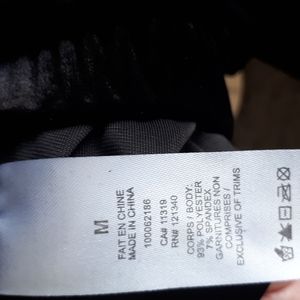 M
FAIT EN CHINE
MADE IN CHINA
100062186
CA# 11319
RN# 121340
CORPS / BODY:
93% POLYESTER
7% SPANDEX
GARNITURES NON
COMPRISES /
EXCLUSIVE OF TRIMS